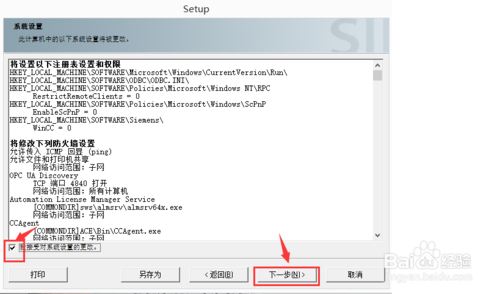 Setup
系统设置
此计算机中的以下系统设置将被更改。
将设置以下注册表设置和权限
HKEY_LOCAL_MACHINE\SOFTWARE\Microsoft\Windows\CurrentVersion\Run\
HKEY_LOCAL_MACHINE\SOFTWARE\ODBC\ODBC.INI\
HKEY_LOCAL_MACHINE\SOFTWARE\Policies\Microsoft\Windows NT\RPC
RestrictRemoteClients = 0
HKEY_LOCAL_MACHINE\SOFTWARE\Policies\Microsoft\Windows\ScPnP
EnableScPnP = 0
HKEY_LOCAL_MACHINE\SOFTWARE\Siemens\
WinCC = 0
将修改下列防火墙设置
允许传入 ICMP 回显 (ping)
允许文件和打印机共享
网络访问范围: 子网
OPC UA Discovery
TCP 端口 4840 打开
网络访问范围: 所有计算机
Automation License Manager Service
[COMMONDIR]sws\almsrv\almsrv64x.exe
网络访问范围: 子网
CCAgent
[COMMONDIR]ACE\Bin\CCAgent.exe
网络访问范围: 子网
接受对系统设置的更改。
打印
另存为
<返回(B)
下一步(N)>
取消
Baidu 经验
jingyan.baidu.com